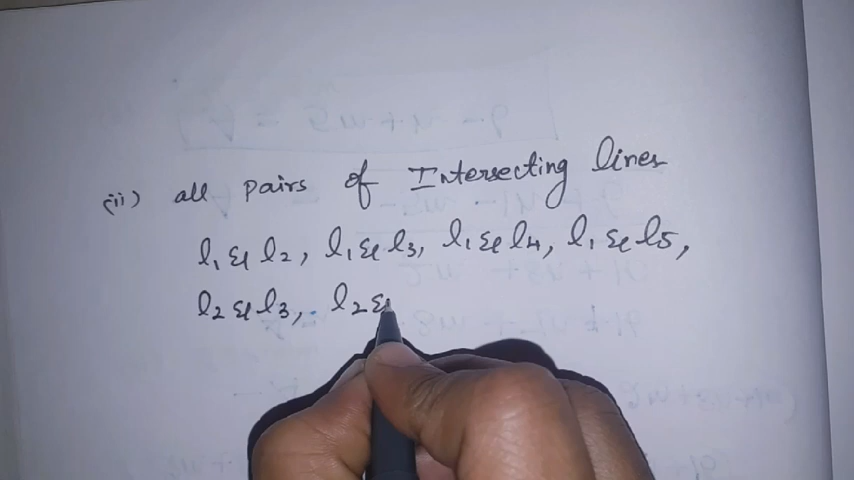 (ii) all pairs of Intersecting lines
l₁ & l₂, l₁ & l₃, l₁ & l₄, l₁ & l₅,
l₂ & l₃, l₂ &